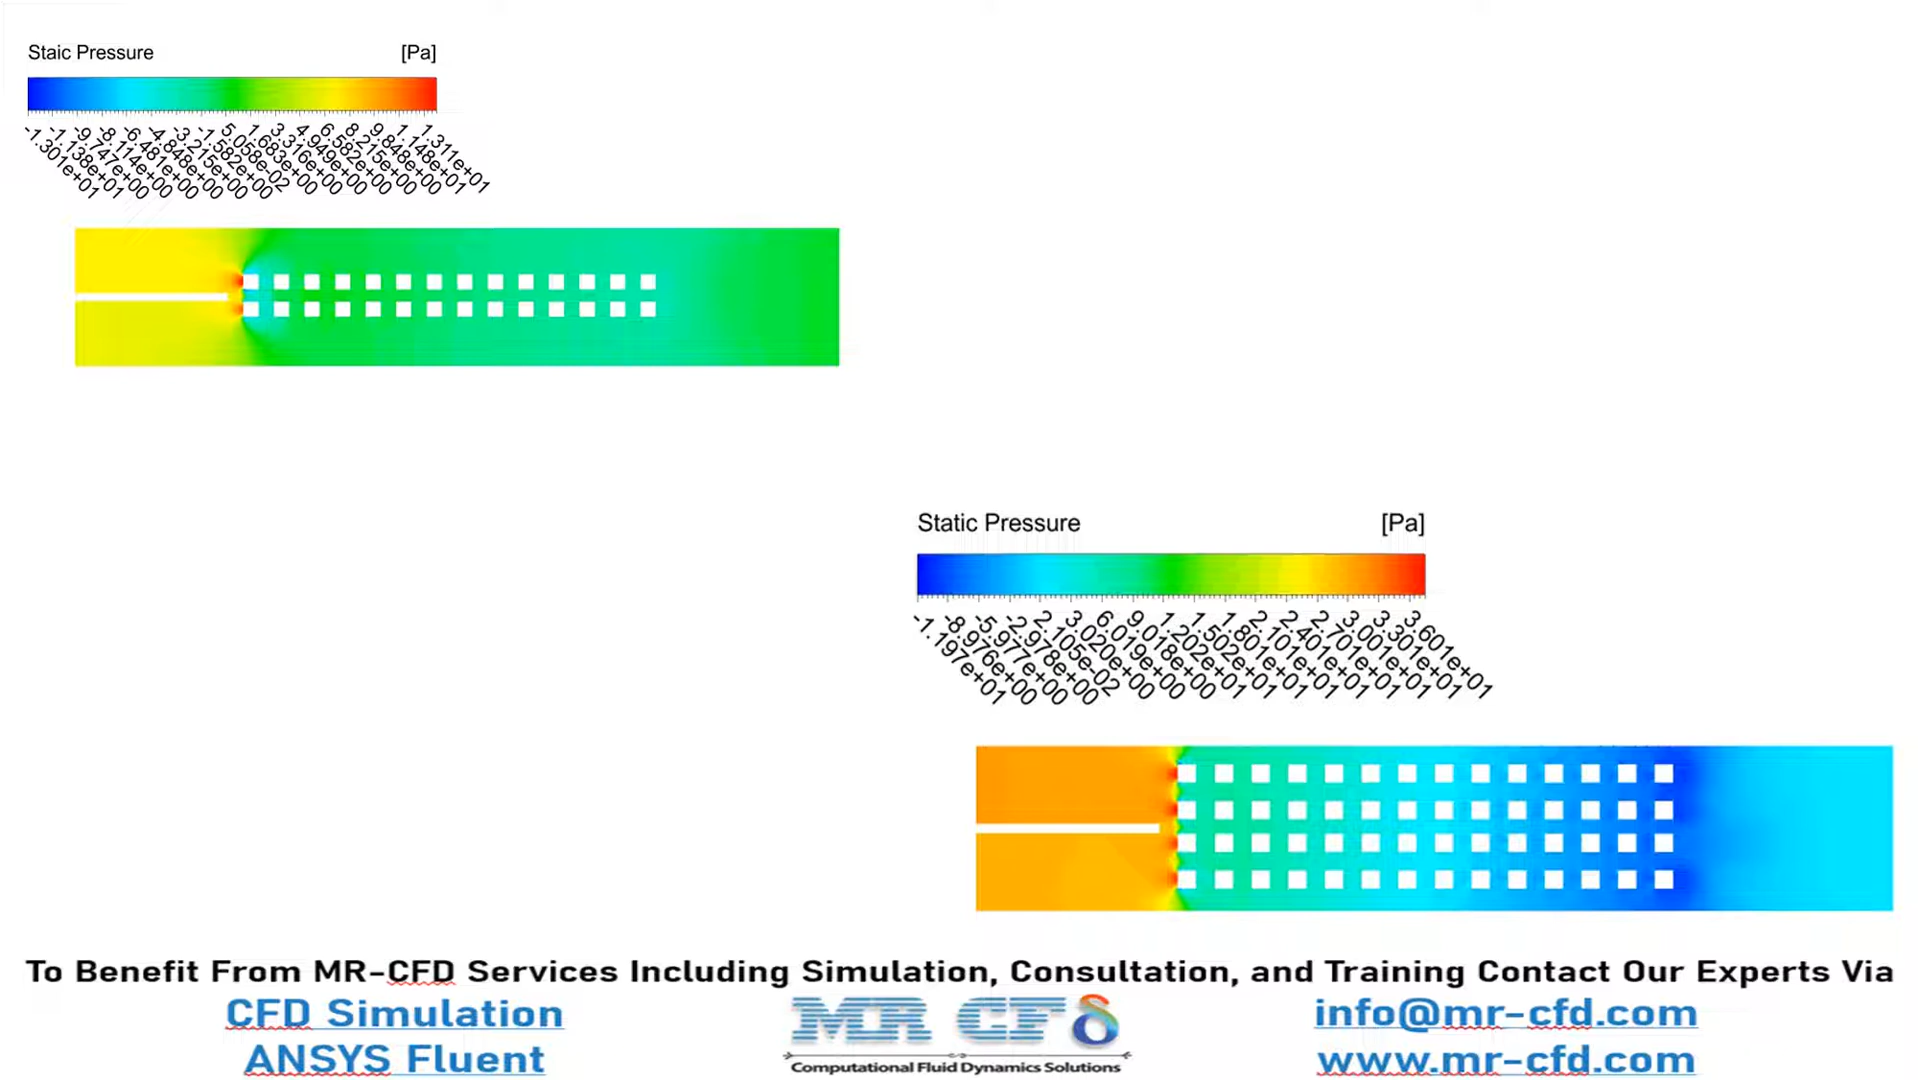 Staic Pressure [Pa]
-1.301e+01
-1.138e+01
-9.747e+00
-8.114e+00
-6.481e+00
-4.848e+00
-3.215e+00
-1.582e+00
5.058e-02
1.683e+00
3.316e+00
4.949e+00
6.582e+00
8.215e+00
9.848e+00
1.148e+01
1.311e+01
Static Pressure [Pa]
-1.197e+01
-8.976e+00
-5.977e+00
-2.978e+00
2.105e-02
3.020e+00
6.019e+00
9.018e+00
1.202e+01
1.502e+01
1.801e+01
2.101e+01
2.401e+01
2.701e+01
3.001e+01
3.301e+01
3.601e+01
To Benefit From MR-CFD Services Including Simulation, Consultation, and Training Contact Our Experts Via
CFD Simulation
ANSYS Fluent
MR CFδ
Computational Fluid Dynamics Solutions
info@mr-cfd.com
www.mr-cfd.com